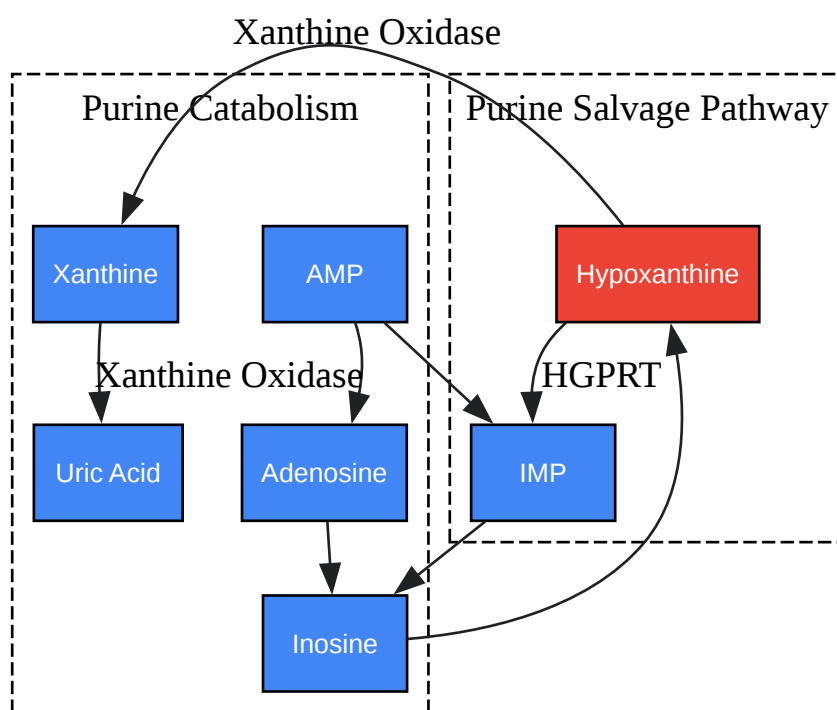 Xanthine Oxidase
Purine Catabolism
Purine Salvage Pathway
Xanthine
AMP
Hypoxanthine
Xanthine Oxidase
HGPRT
Uric Acid
Adenosine
IMP
Inosine